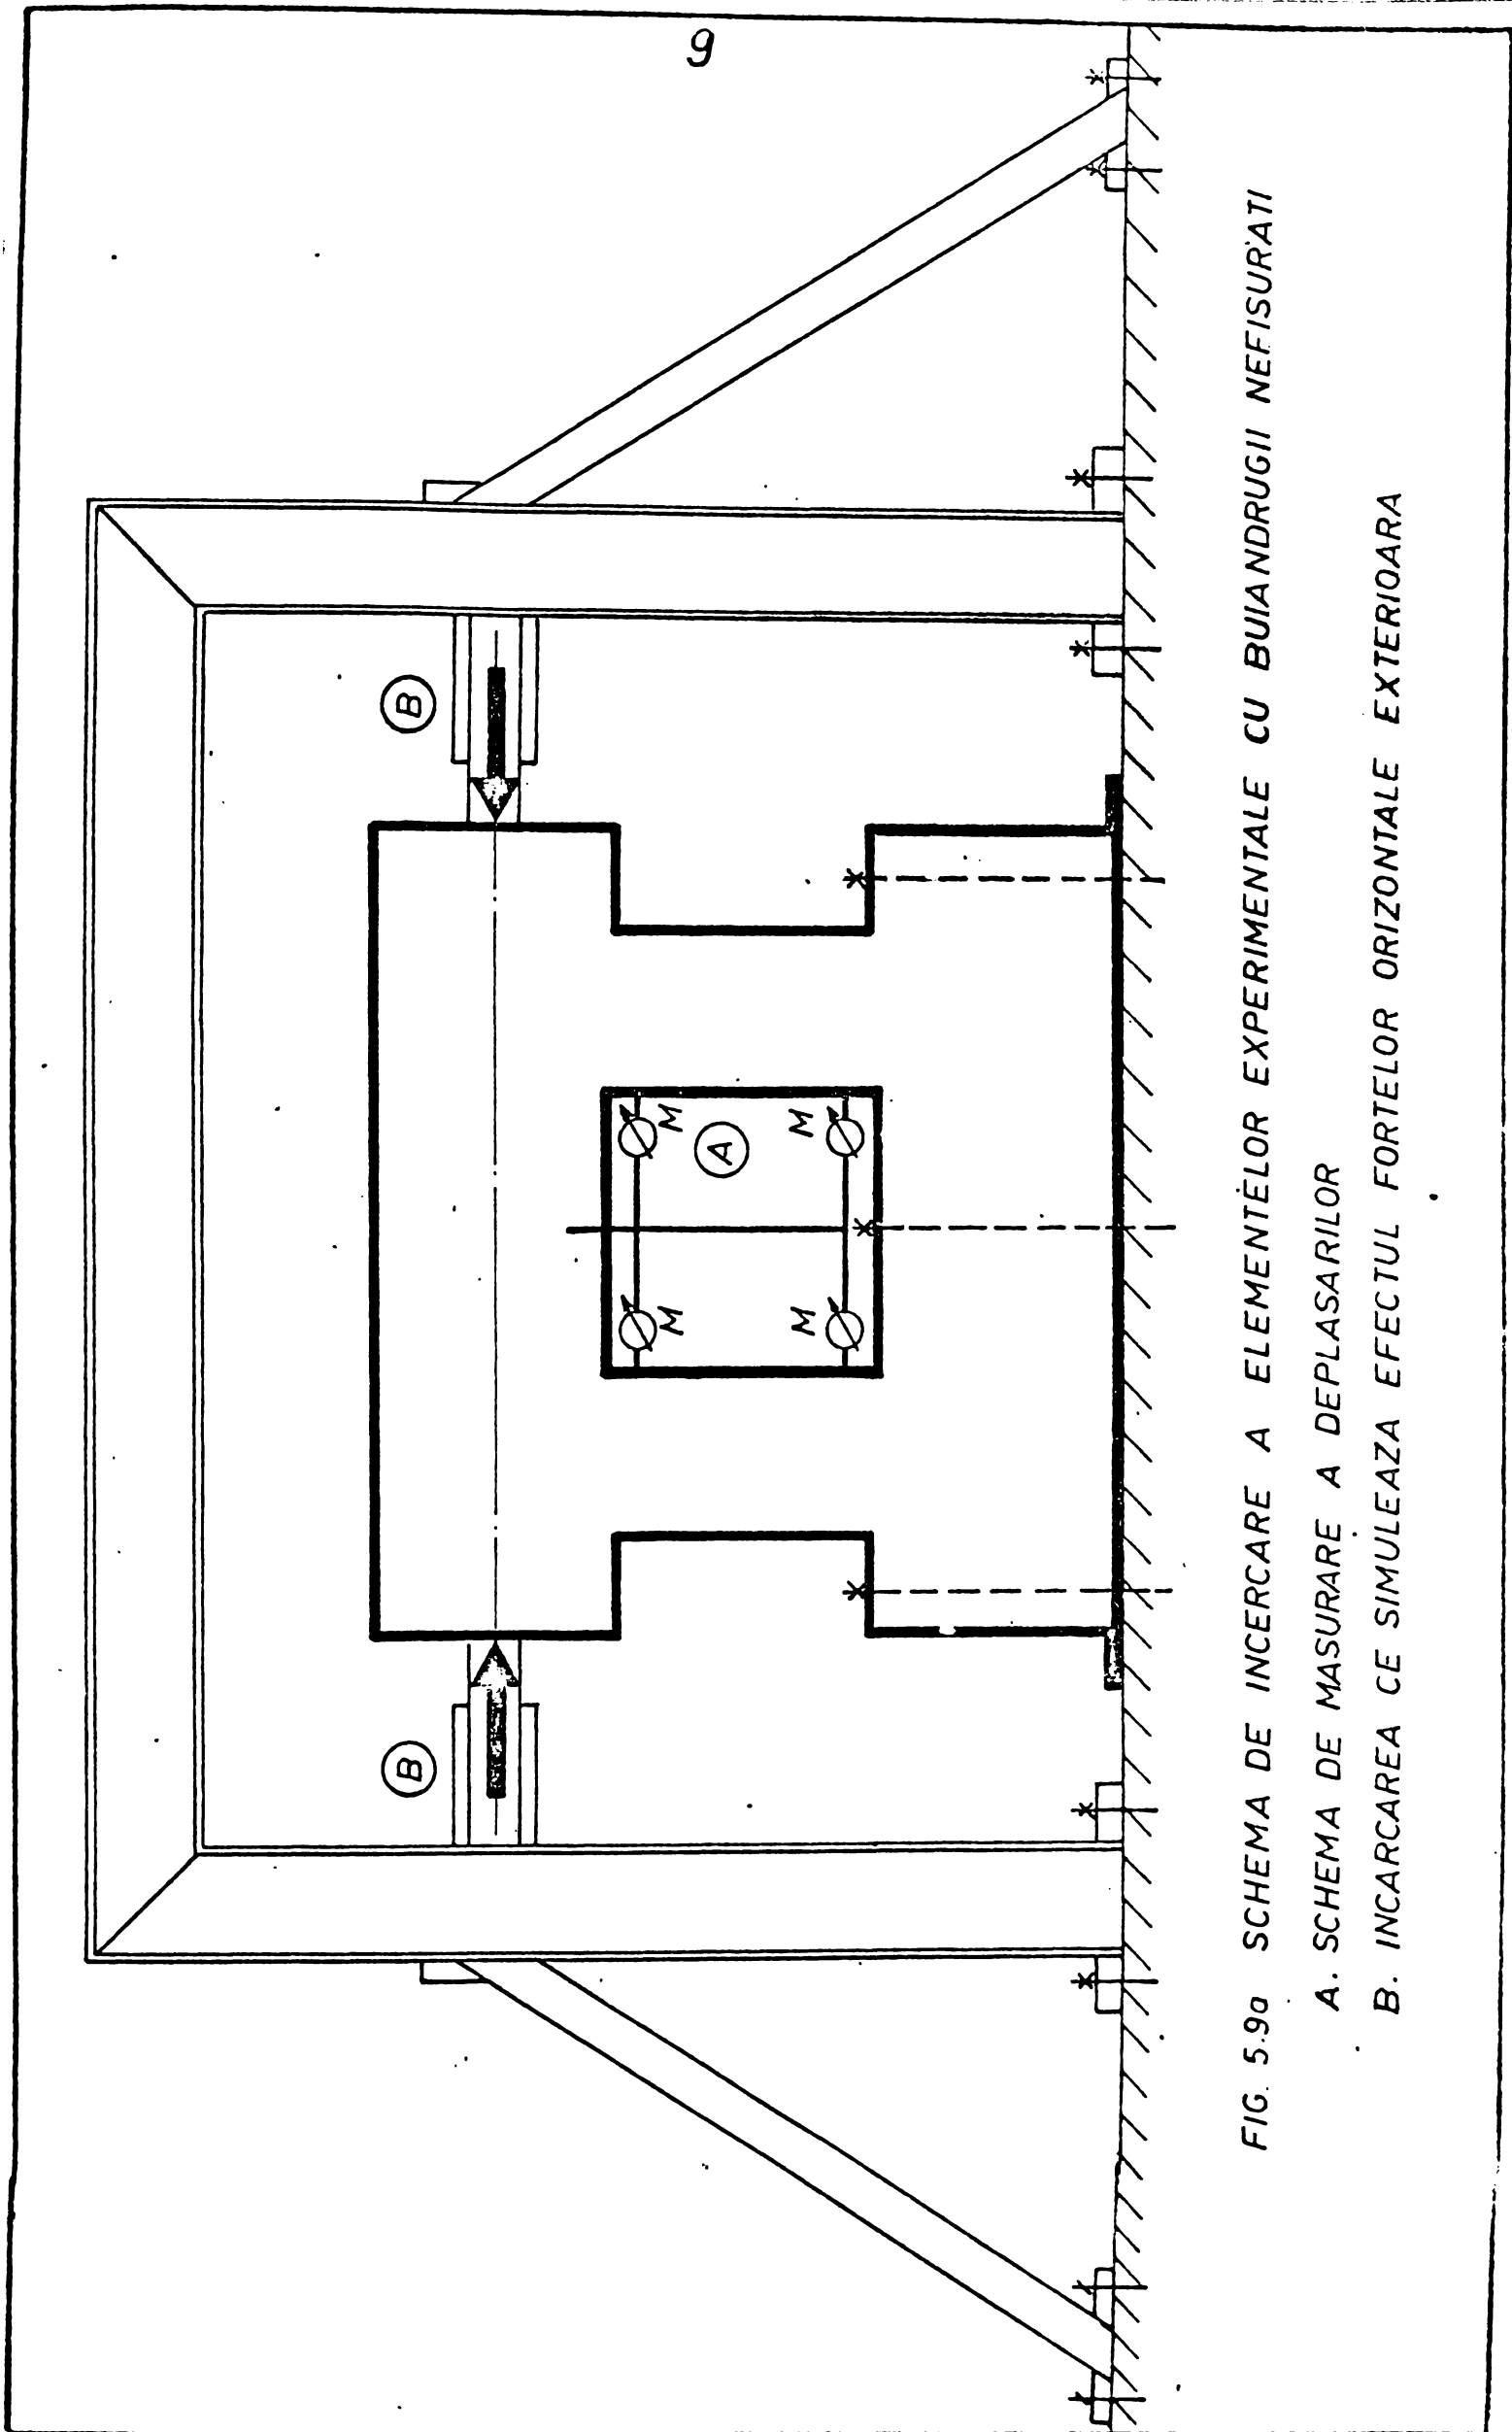 9
B
B
M
M
A
M
M
FIG. 5.9a SCHEMA DE INCERCARE A ELEMENTELOR EXPERIMENTALE CU BUIANDRUGII NEFISURATI
A. SCHEMA DE MASURARE A DEPLASARILOR
B. INCARCAREA CE SIMULEAZA EFECTUL FORTELOR ORIZONTALE EXTERIOARA